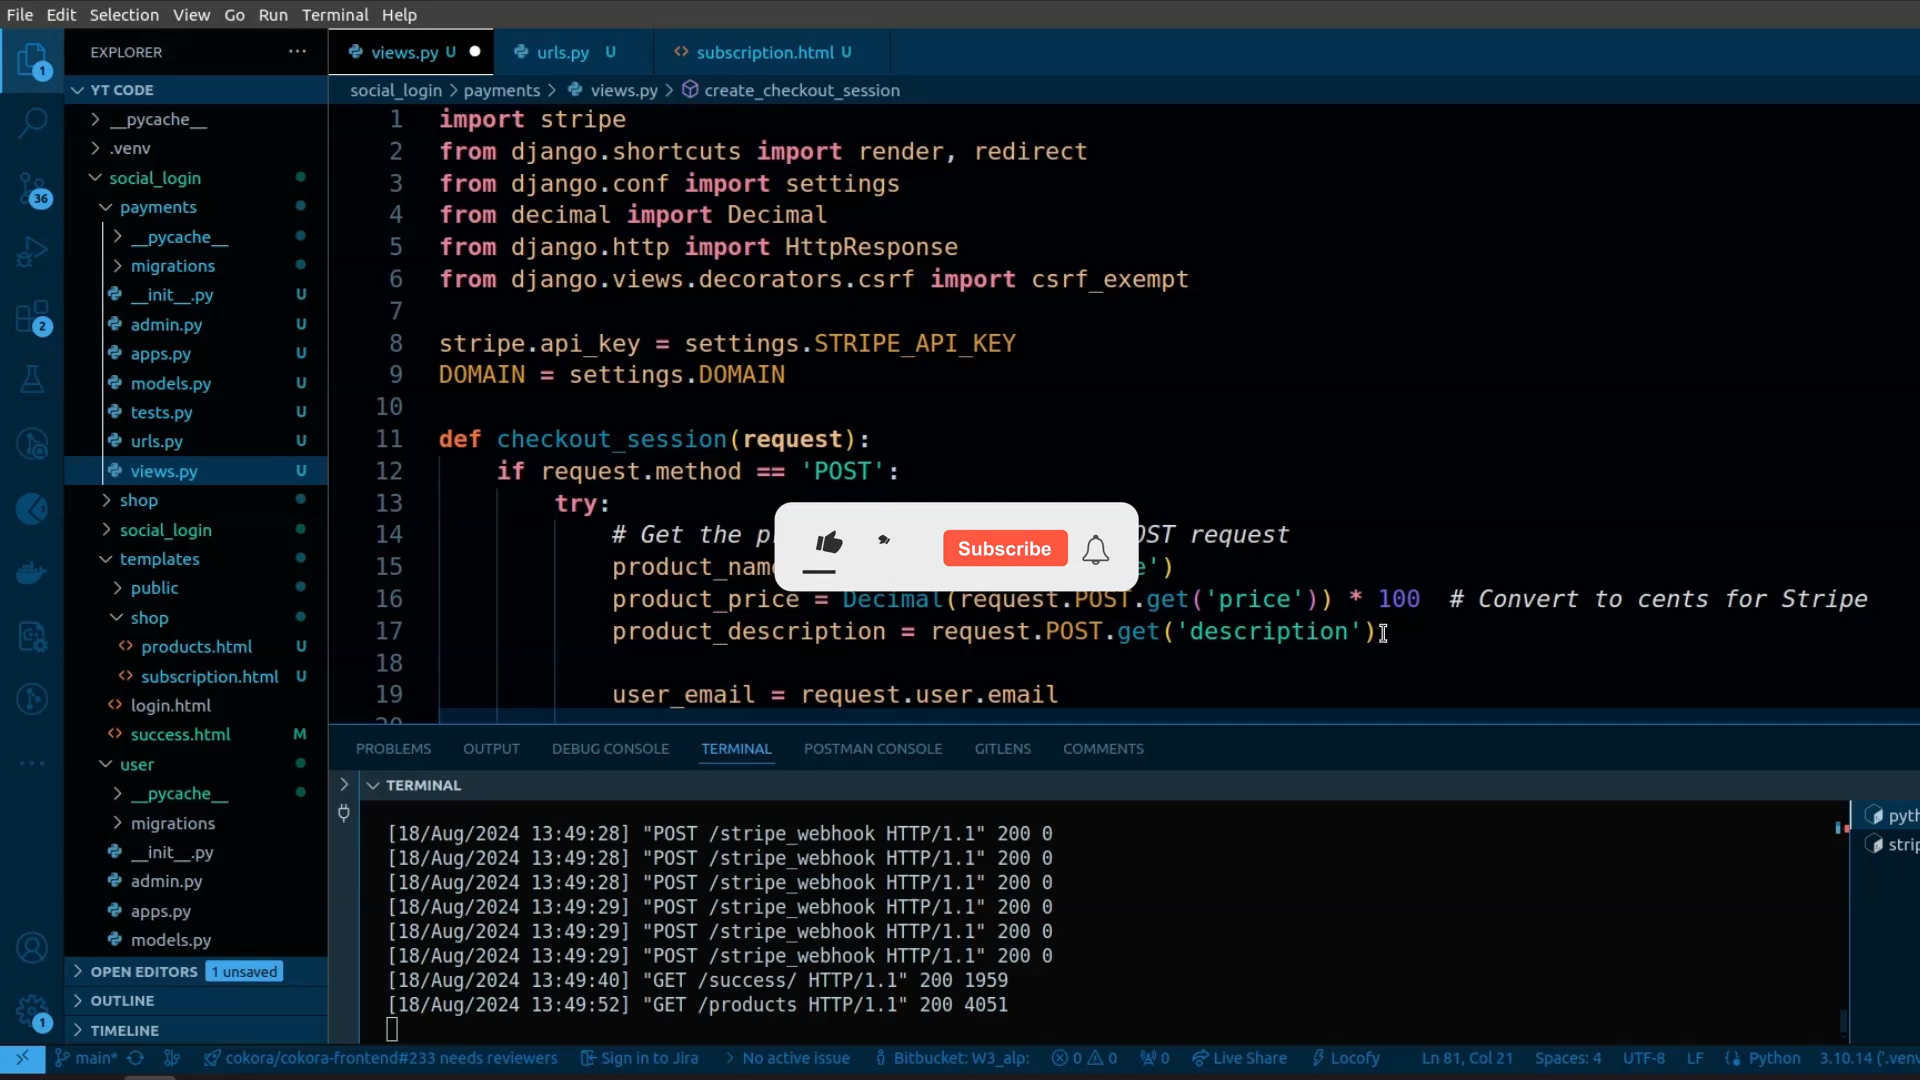 File Edit Selection View Go Run Terminal Help
EXPLORER ...
views.py U
urls.py U
subscription.html U
YT CODE
social_login > payments > views.py > create_checkout_session
__pycache__
.venv
social_login
payments
__pycache__
migrations
__init__.py U
admin.py U
apps.py U
models.py U
tests.py U
urls.py U
views.py U
shop
social_login
templates
public
shop
products.html U
subscription.html U
login.html
success.html M
user
__pycache__
migrations
__init__.py
admin.py
apps.py
models.py
OPEN EDITORS 1 unsaved
OUTLINE
TIMELINE
1
36
2
1
1 import stripe
2 from django.shortcuts import render, redirect
3 from django.conf import settings
4 from decimal import Decimal
5 from django.http import HttpResponse
6 from django.views.decorators.csrf import csrf_exempt
7
8 stripe.api_key = settings.STRIPE_API_KEY
9 DOMAIN = settings.DOMAIN
10
11 def checkout_session(request):
12 if request.method == 'POST':
13 try:
14 # Get the OST request
15 product_nam e')
16 product_price = Decimal(request.POST.get('price')) * 100 # Convert to cents for Stripe
17 product_description = request.POST.get('description')
18
19 user_email = request.user.email
Subscribe
PROBLEMS OUTPUT DEBUG CONSOLE TERMINAL POSTMAN CONSOLE GITLENS COMMENTS
TERMINAL
[18/Aug/2024 13:49:28] "POST /stripe_webhook HTTP/1.1" 200 0
[18/Aug/2024 13:49:28] "POST /stripe_webhook HTTP/1.1" 200 0
[18/Aug/2024 13:49:28] "POST /stripe_webhook HTTP/1.1" 200 0
[18/Aug/2024 13:49:29] "POST /stripe_webhook HTTP/1.1" 200 0
[18/Aug/2024 13:49:29] "POST /stripe_webhook HTTP/1.1" 200 0
[18/Aug/2024 13:49:29] "POST /stripe_webhook HTTP/1.1" 200 0
[18/Aug/2024 13:49:40] "GET /success/ HTTP/1.1" 200 1959
[18/Aug/2024 13:49:52] "GET /products HTTP/1.1" 200 4051
pyth
strip
main* cokora/cokora-frontend#233 needs reviewers Sign in to Jira > No active issue Bitbucket: W3_alp: 0 0 0 Live Share Locofy Ln 81, Col 21 Spaces: 4 UTF-8 LF Python 3.10.14 ('.venv